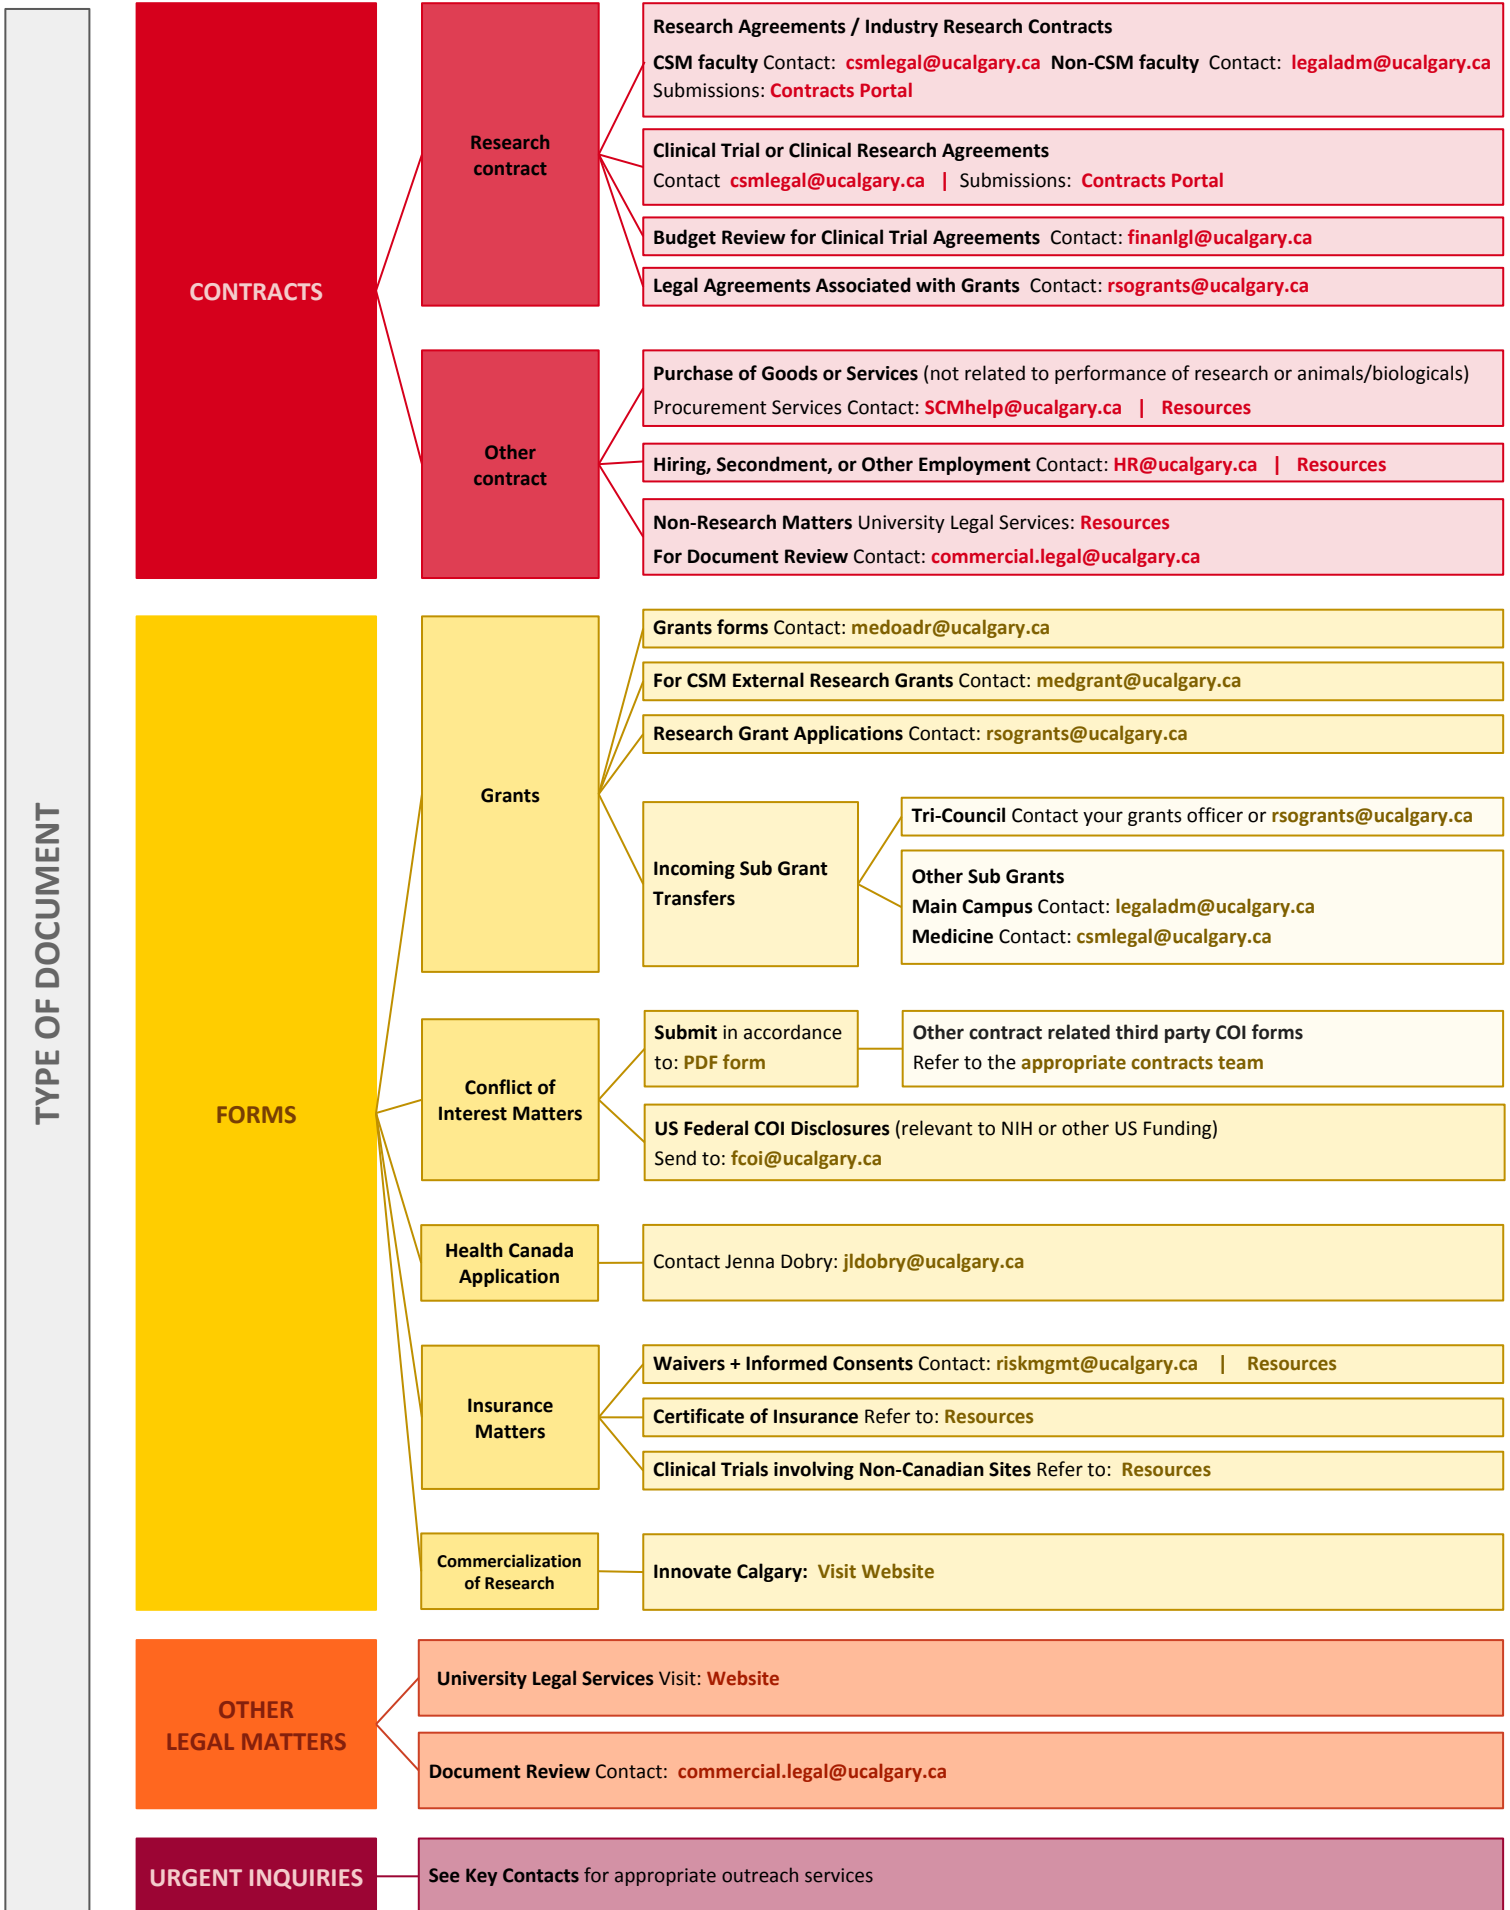 TYPE OF DOCUMENT
CONTRACTS
Research
contract
Research Agreements / Industry Research Contracts
CSM faculty Contact: csmlegal@ucalgary.ca Non-CSM faculty Contact: legaladm@ucalgary.ca
Submissions: Contracts Portal
Clinical Trial or Clinical Research Agreements
Contact csmlegal@ucalgary.ca | Submissions: Contracts Portal
Budget Review for Clinical Trial Agreements Contact: finanlgl@ucalgary.ca
Legal Agreements Associated with Grants Contact: rsogrants@ucalgary.ca
Other
contract
Purchase of Goods or Services (not related to performance of research or animals/biologicals)
Procurement Services Contact: SCMhelp@ucalgary.ca | Resources
Hiring, Secondment, or Other Employment Contact: HR@ucalgary.ca | Resources
Non-Research Matters University Legal Services: Resources
For Document Review Contact: commercial.legal@ucalgary.ca
FORMS
Grants
Grants forms Contact: medoadr@ucalgary.ca
For CSM External Research Grants Contact: medgrant@ucalgary.ca
Research Grant Applications Contact: rsogrants@ucalgary.ca
Incoming Sub Grant
Transfers
Tri-Council Contact your grants officer or rsogrants@ucalgary.ca
Other Sub Grants
Main Campus Contact: legaladm@ucalgary.ca
Medicine Contact: csmlegal@ucalgary.ca
Conflict of
Interest Matters
Submit in accordance
to: PDF form
Other contract related third party COI forms
Refer to the appropriate contracts team
US Federal COI Disclosures (relevant to NIH or other US Funding)
Send to: fcoi@ucalgary.ca
Health Canada
Application
Contact Jenna Dobry: jldobry@ucalgary.ca
Insurance
Matters
Waivers + Informed Consents Contact: riskmgmt@ucalgary.ca | Resources
Certificate of Insurance Refer to: Resources
Clinical Trials involving Non-Canadian Sites Refer to: Resources
Commercialization
of Research
Innovate Calgary: Visit Website
OTHER
LEGAL MATTERS
University Legal Services Visit: Website
Document Review Contact: commercial.legal@ucalgary.ca
URGENT INQUIRIES
See Key Contacts for appropriate outreach services